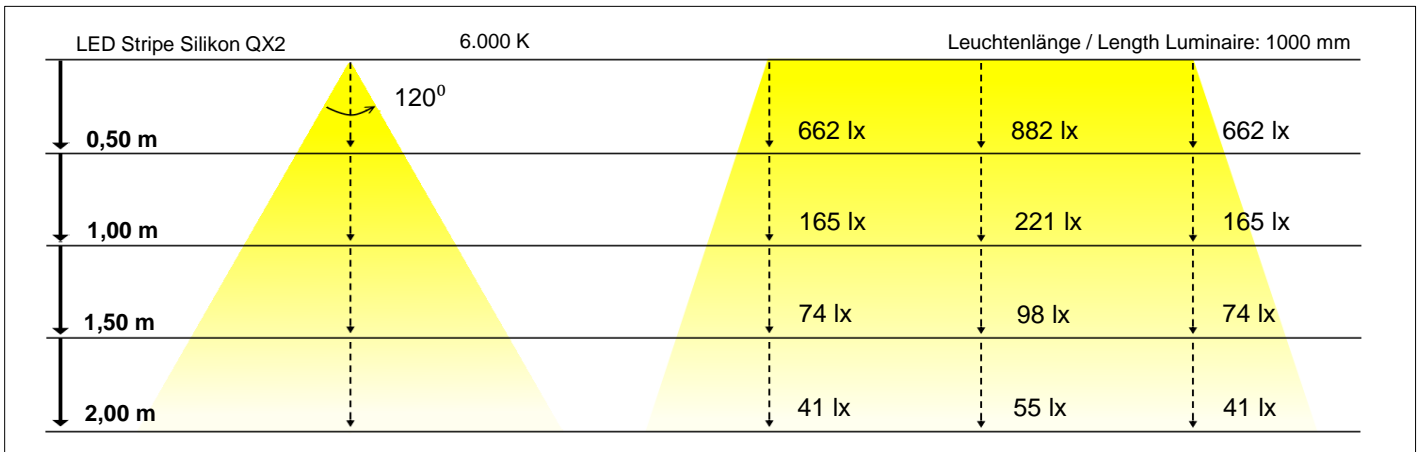 LED Stripe Silikon QX2 6.000 K Leuchtenlänge / Length Luminaire: 1000 mm
120⁰
0,50 m 662 lx 882 lx 662 lx
1,00 m 165 lx 221 lx 165 lx
1,50 m 74 lx 98 lx 74 lx
2,00 m 41 lx 55 lx 41 lx